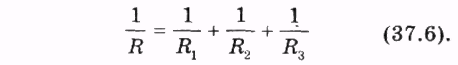 1/R = 1/R₁ + 1/R₂ + 1/R₃ (37.6).